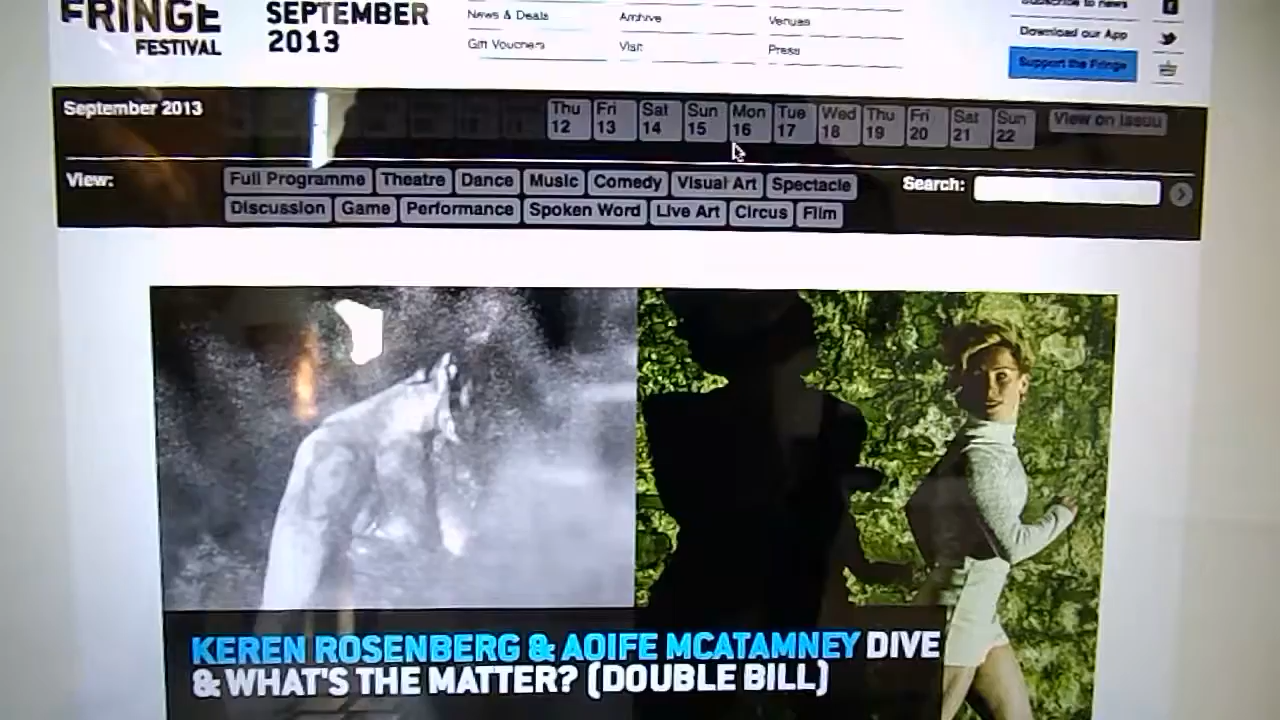 FRINGE
FESTIVAL
SEPTEMBER
2013
News & Deals
Archive
Venues
Gift Vouchers
Visit
Press
Subscribe to news
Download our App
Support the Fringe
September 2013
Thu 12
Fri 13
Sat 14
Sun 15
Mon 16
Tue 17
Wed 18
Thu 19
Fri 20
Sat 21
Sun 22
View on Issuu
View:
Full Programme
Theatre
Dance
Music
Comedy
Visual Art
Spectacle
Search:
Discussion
Game
Performance
Spoken Word
Live Art
Circus
Film
KEREN ROSENBERG & AOIFE MCATAMNEY DIVE
& WHAT'S THE MATTER? (DOUBLE BILL)